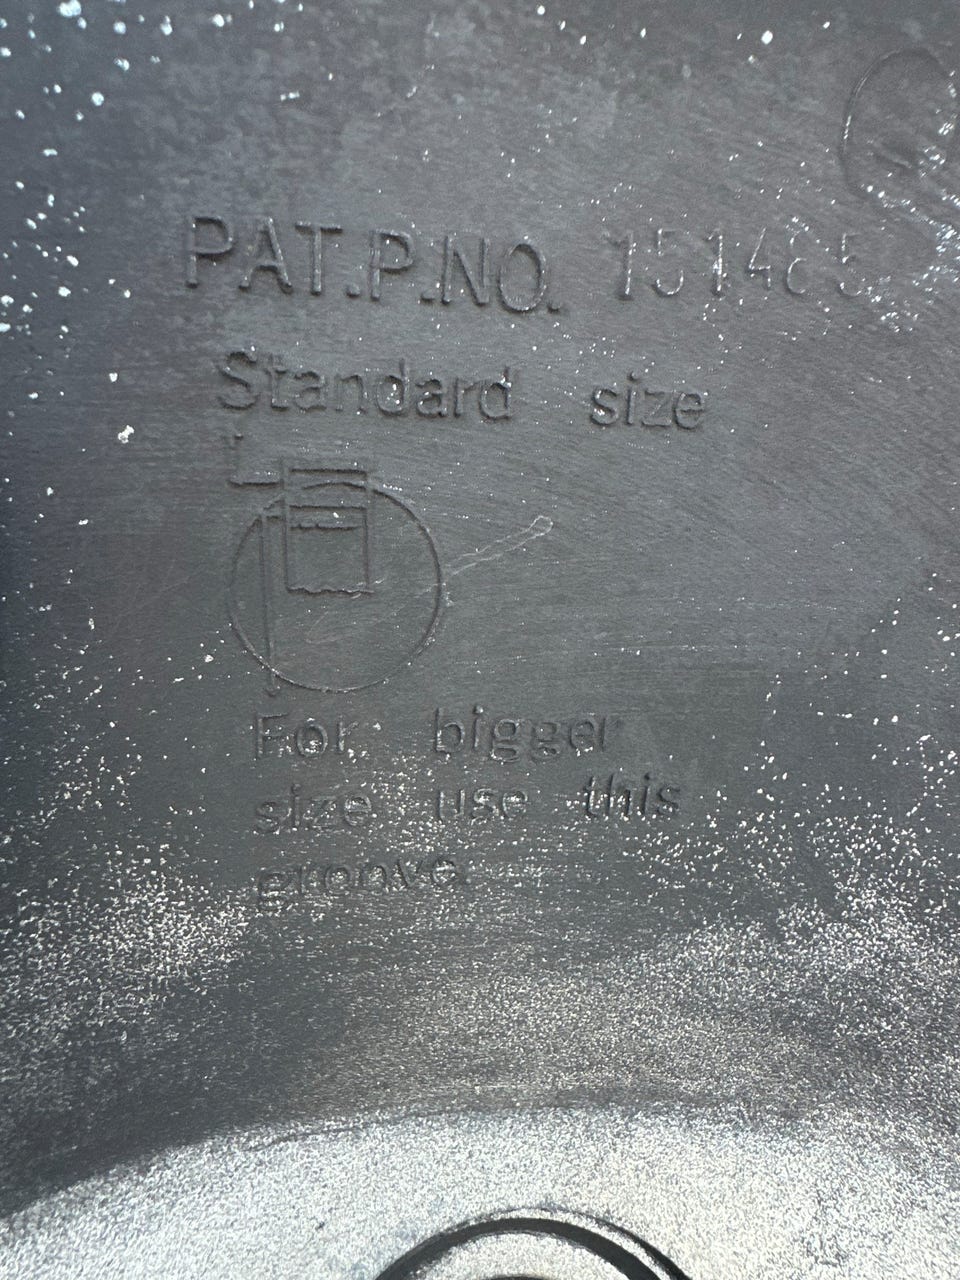 PAT.P.NO. 151465
Standard size
For bigger
size use this
groove